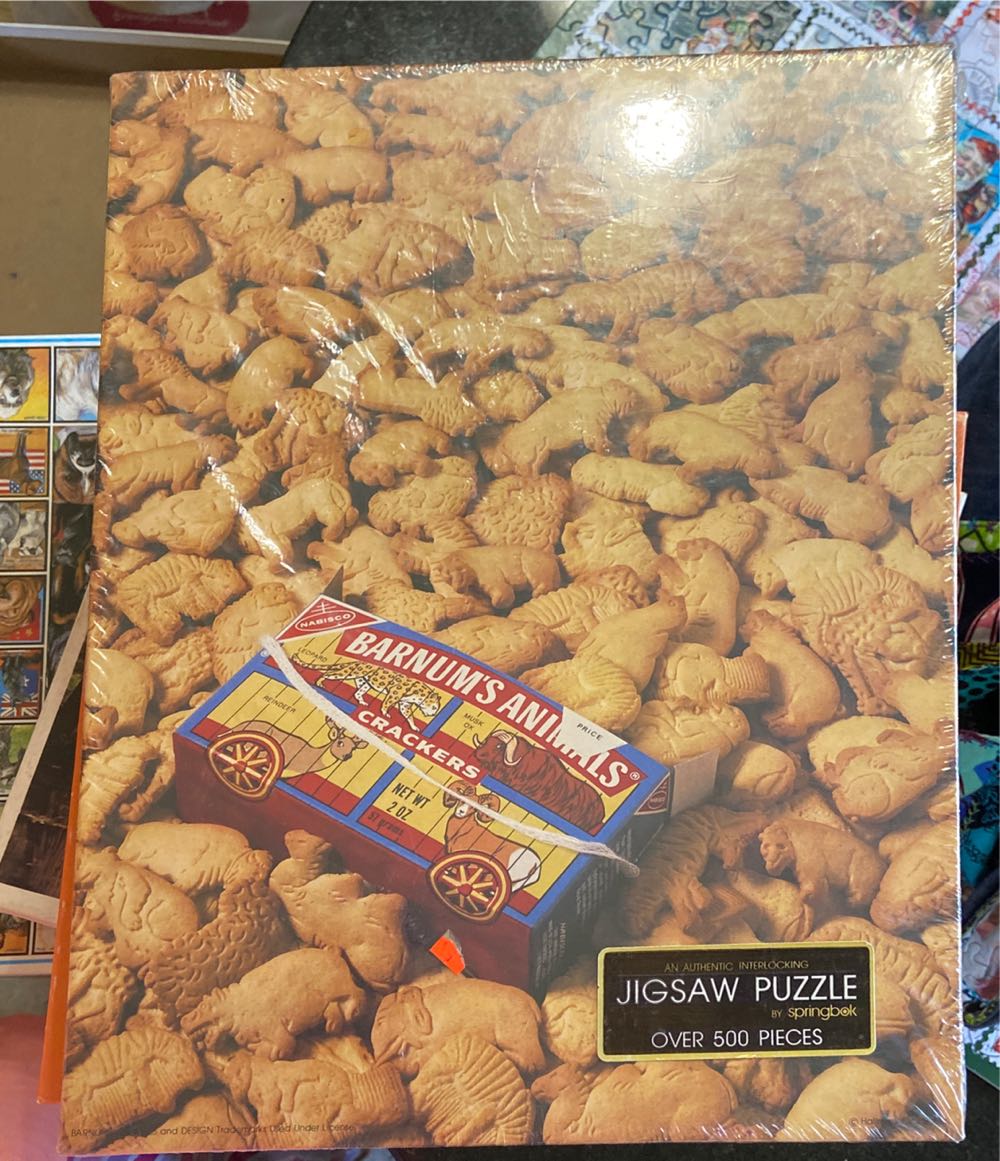 NABISCO
BARNUM'S ANIMALS®
PRICE
LEOPARD
CRACKERS
REINDEER
MUSK
OX
NET WT
2 OZ
57 grams
AN AUTHENTIC INTERLOCKING
JIGSAW PUZZLE
BY springbok
OVER 500 PIECES
and DESIGN Trademarks Used Under License